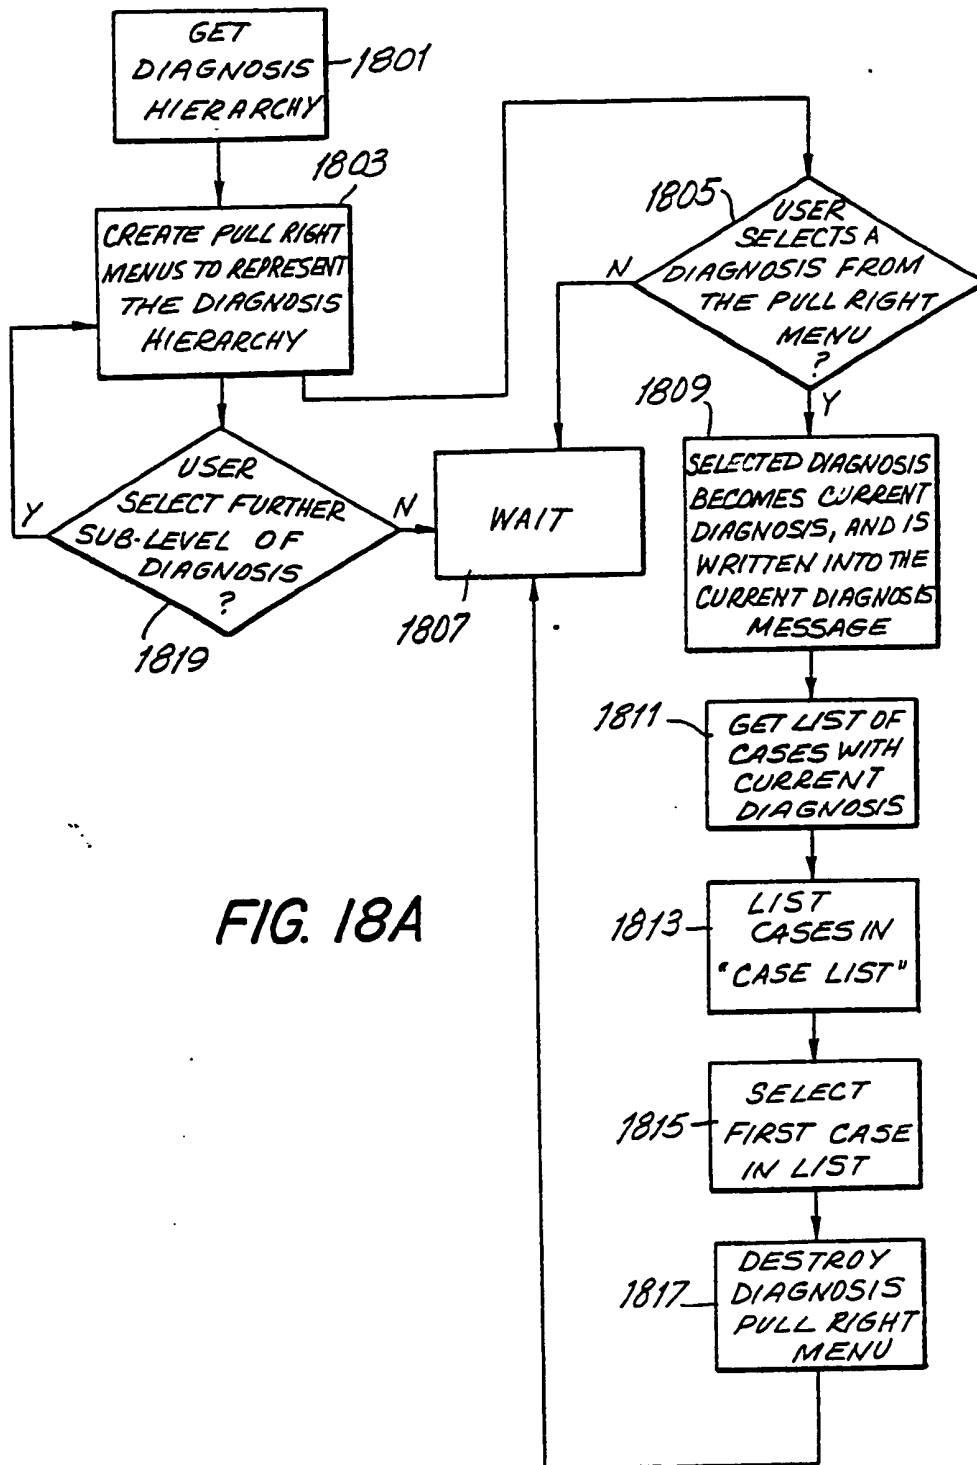 GET
DIAGNOSIS
HIERARCHY
1801
1803
CREATE PULL RIGHT
MENUS TO REPRESENT
THE DIAGNOSIS
HIERARCHY
USER
SELECT FURTHER
SUB-LEVEL OF
DIAGNOSIS
?
Y
N
1819
WAIT
1807
1805
USER
SELECTS A
DIAGNOSIS FROM
THE PULL RIGHT
MENU
?
N
Y
1809
SELECTED DIAGNOSIS
BECOMES CURRENT
DIAGNOSIS, AND IS
WRITTEN INTO THE
CURRENT DIAGNOSIS
MESSAGE
1811
GET LIST OF
CASES WITH
CURRENT
DIAGNOSIS
1813
LIST
CASES IN
"CASE LIST"
1815
SELECT
FIRST CASE
IN LIST
1817
DESTROY
DIAGNOSIS
PULL RIGHT
MENU
FIG. 18A